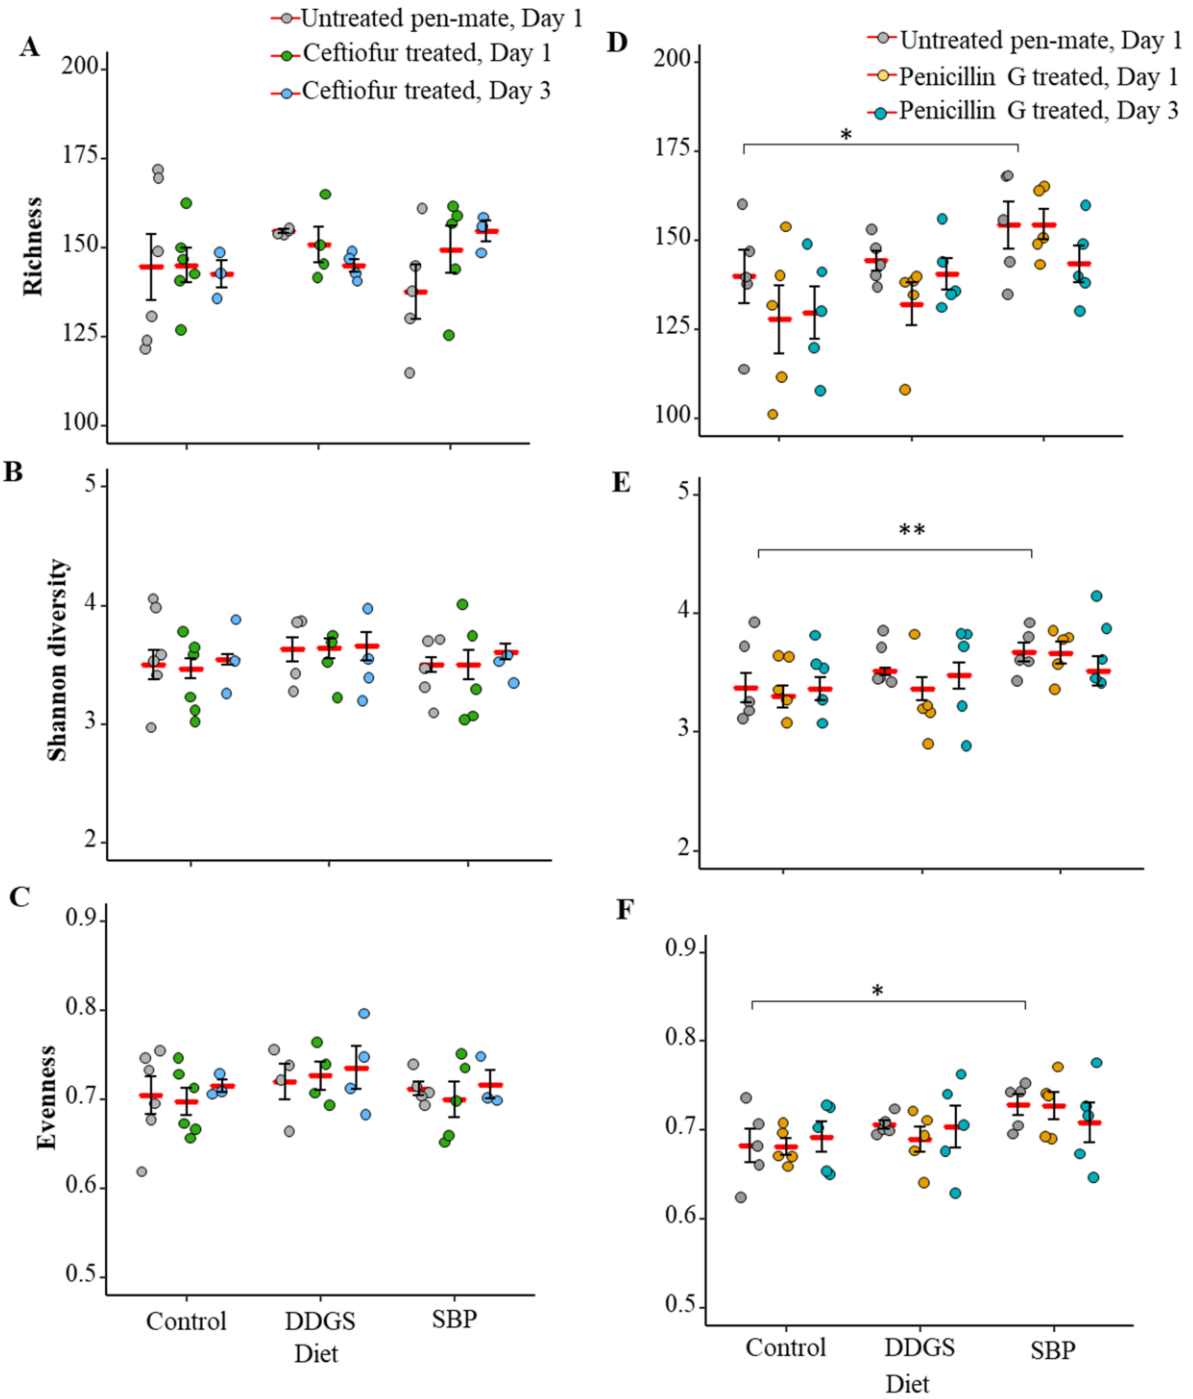 A
Untreated pen-mate, Day 1
Ceftiofur treated, Day 1
Ceftiofur treated, Day 3
200
175
150
125
100
Richness
B
5
4
3
2
Shannon diversity
C
0.9
0.8
0.7
0.6
0.5
Evenness
Control DDGS SBP
Diet
D
Untreated pen-mate, Day 1
Penicillin G treated, Day 1
Penicillin G treated, Day 3
200
175
150
125
100
*
E
5
4
3
2
**
F
0.9
0.8
0.7
0.6
0.5
*
Control DDGS SBP
Diet